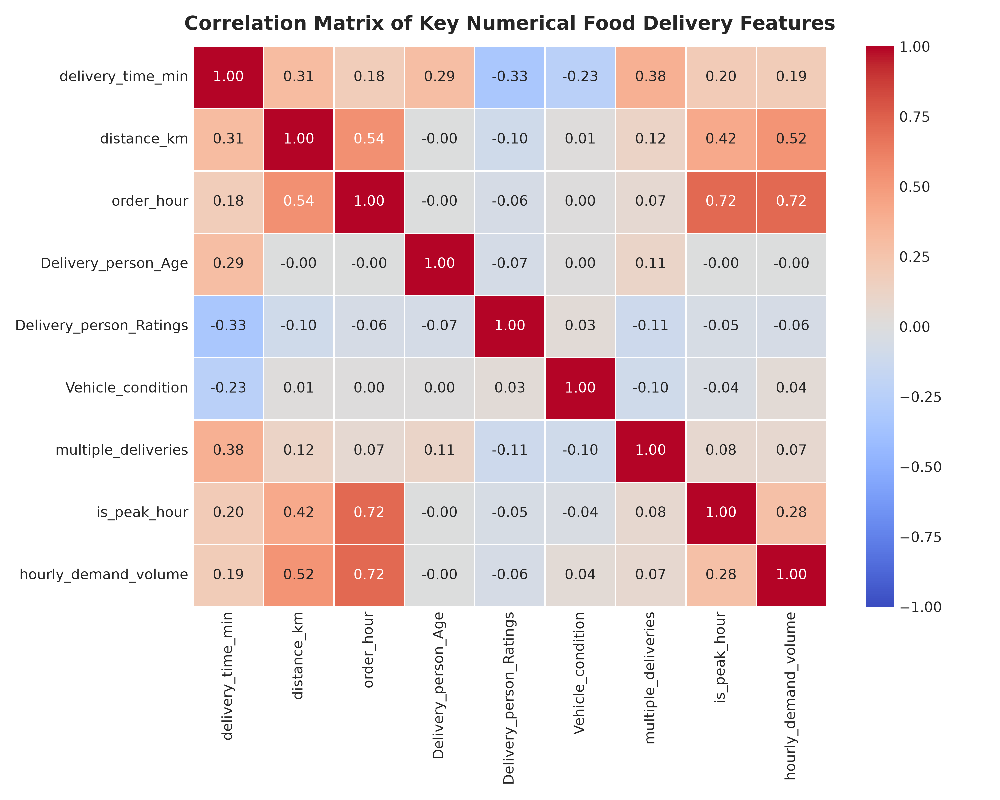 Correlation Matrix of Key Numerical Food Delivery Features
delivery_time_min 1.00 0.31 0.18 0.29 -0.33 -0.23 0.38 0.20 0.19
distance_km 0.31 1.00 0.54 -0.00 -0.10 0.01 0.12 0.42 0.52
order_hour 0.18 0.54 1.00 -0.00 -0.06 0.00 0.07 0.72 0.72
Delivery_person_Age 0.29 -0.00 -0.00 1.00 -0.07 0.00 0.11 -0.00 -0.00
Delivery_person_Ratings -0.33 -0.10 -0.06 -0.07 1.00 0.03 -0.11 -0.05 -0.06
Vehicle_condition -0.23 0.01 0.00 0.00 0.03 1.00 -0.10 -0.04 0.04
multiple_deliveries 0.38 0.12 0.07 0.11 -0.11 -0.10 1.00 0.08 0.07
is_peak_hour 0.20 0.42 0.72 -0.00 -0.05 -0.04 0.08 1.00 0.28
hourly_demand_volume 0.19 0.52 0.72 -0.00 -0.06 0.04 0.07 0.28 1.00
delivery_time_min
distance_km
order_hour
Delivery_person_Age
Delivery_person_Ratings
Vehicle_condition
multiple_deliveries
is_peak_hour
hourly_demand_volume
1.00
0.75
0.50
0.25
0.00
−0.25
−0.50
−0.75
−1.00